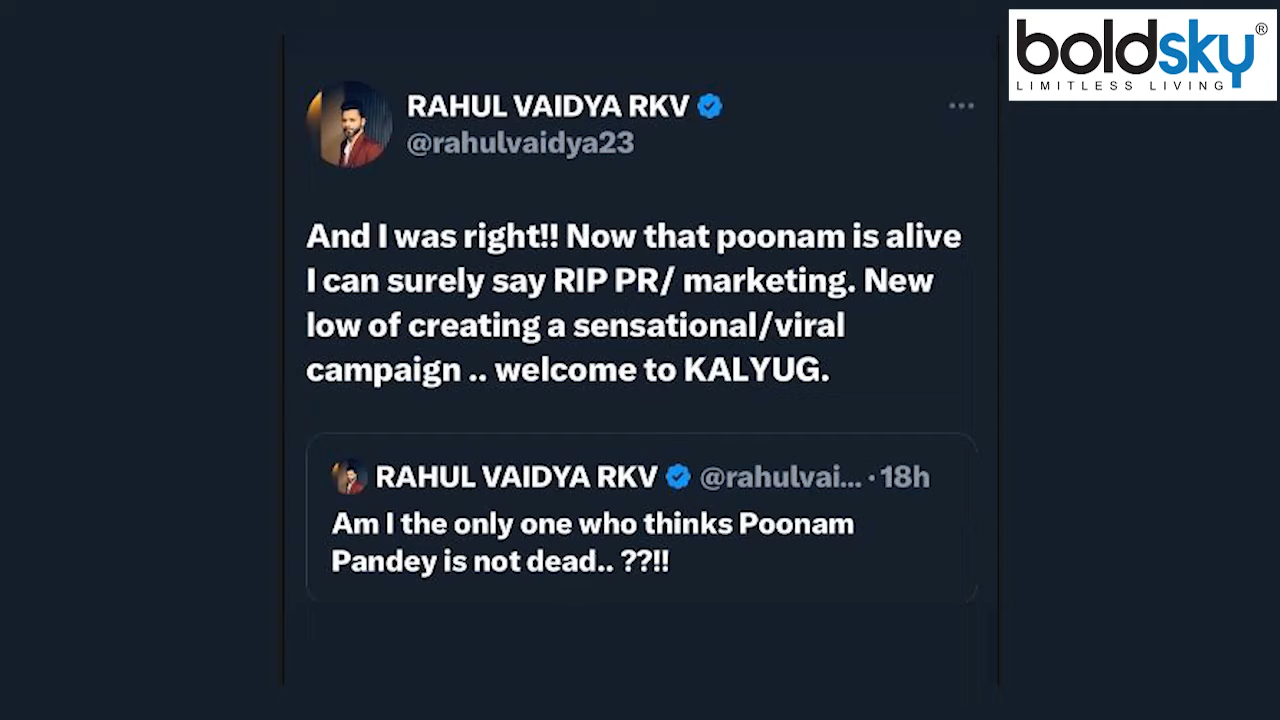 boldsky®
LIMITLESS LIVING
RAHUL VAIDYA RKV
@rahulvaidya23
And I was right!! Now that poonam is alive
I can surely say RIP PR/ marketing. New
low of creating a sensational/viral
campaign .. welcome to KALYUG.
RAHUL VAIDYA RKV @rahulvai... · 18h
Am I the only one who thinks Poonam
Pandey is not dead.. ??!!